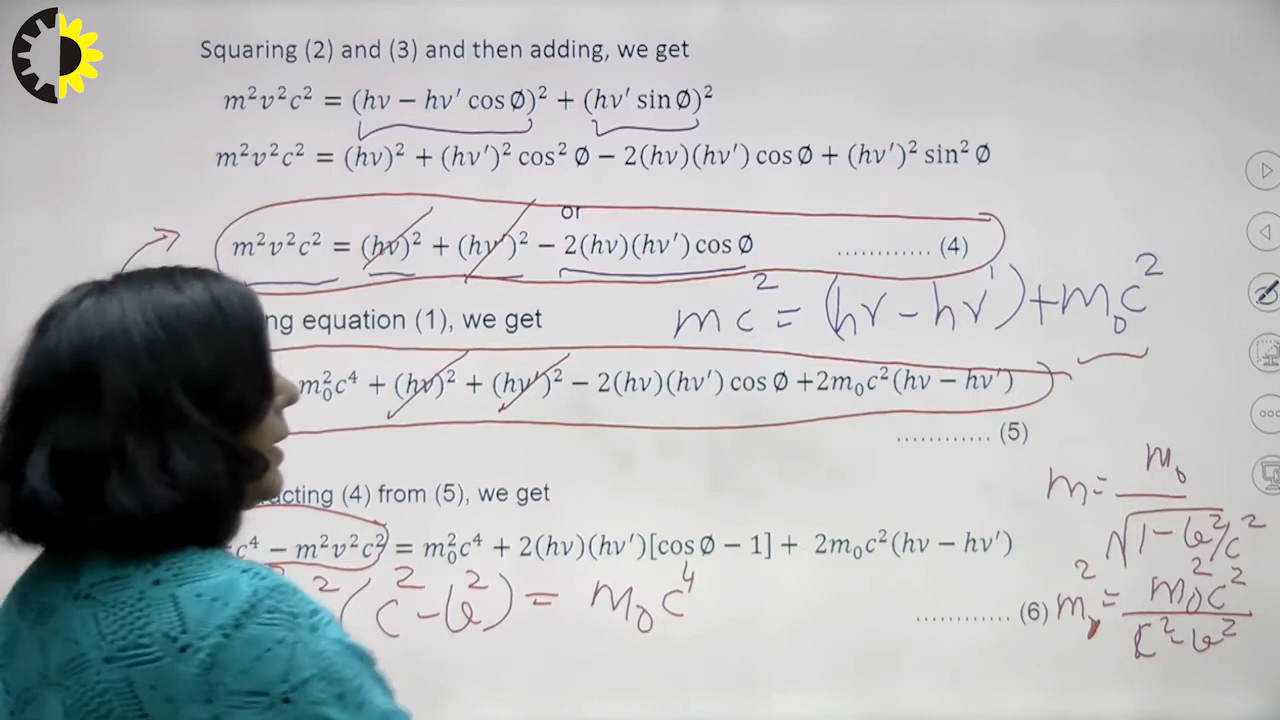 Squaring (2) and (3) and then adding, we get
m²v²c² = (hν − hν′ cos Ø)² + (hν′ sin Ø)²
m²v²c² = (hν)² + (hν′)² cos² Ø − 2(hν)(hν′) cos Ø + (hν′)² sin² Ø
or
m²v²c² = (hν)² + (hν′)² − 2(hν)(hν′) cos Ø ............ (4)
equation (1), we get
mc² = (hν − hν′) + m₀c²
m₀²c⁴ + (hν)² + (hν′)² − 2(hν)(hν′) cos Ø +2m₀c²(hν − hν′)
............ (5)
(4) from (5), we get
m = m₀ / √1 − v²/c²
c⁴ − m²v²c² = m₀²c⁴ + 2(hν)(hν′)[cos Ø − 1] + 2m₀c²(hν − hν′)
² (c² − v²) = m₀c⁴
............ (6)
m² = m₀²c² / c² − v²